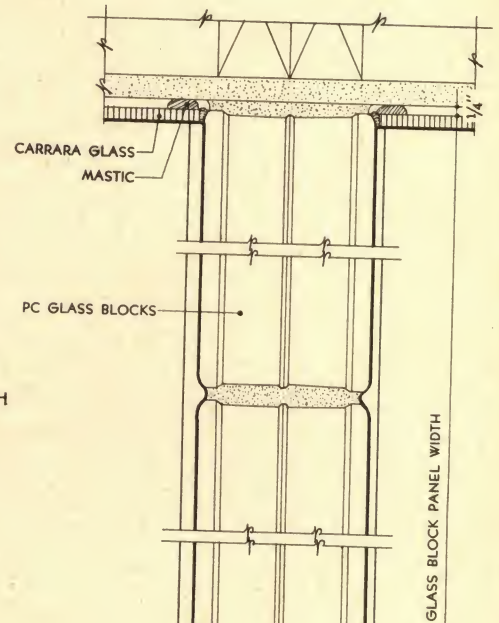 1/4"
CARRARA GLASS
MASTIC
PC GLASS BLOCKS
H
GLASS BLOCK PANEL WIDTH